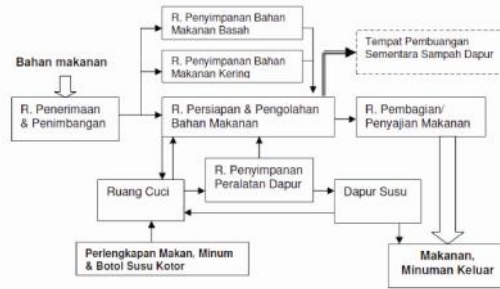 R. Penyimpanan Bahan
Makanan Basah
Tempat Pembuangan
Sementara Sampah Dapur
Bahan makanan
R. Penyimpanan Bahan
Makanan Kering
R. Penerimaan
& Penimbangan
R. Persiapan & Pengolahan
Bahan Makanan
R. Pembagian/
Penyajian Makanan
Ruang Cuci
R. Penyimpanan
Peralatan Dapur
Dapur Susu
Perlengkapan Makan, Minum
& Botol Susu Kotor
Makanan,
Minuman Keluar